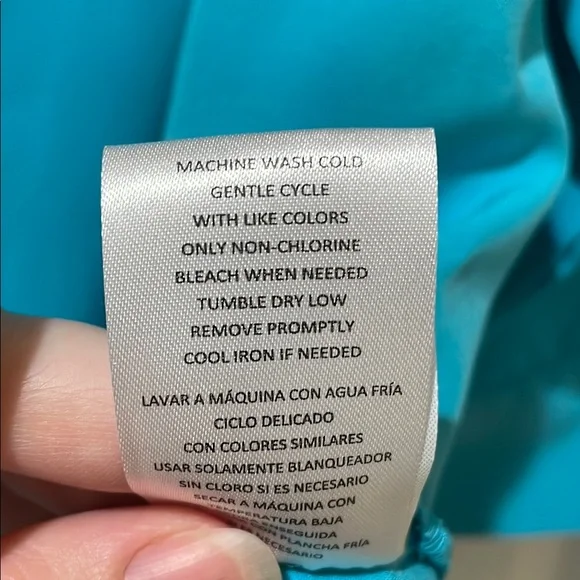 MACHINE WASH COLD
GENTLE CYCLE
WITH LIKE COLORS
ONLY NON-CHLORINE
BLEACH WHEN NEEDED
TUMBLE DRY LOW
REMOVE PROMPTLY
COOL IRON IF NEEDED
LAVAR A MÁQUINA CON AGUA FRÍA
CICLO DELICADO
CON COLORES SIMILARES
USAR SOLAMENTE BLANQUEADOR
SIN CLORO SI ES NECESARIO
SECAR A MÁQUINA CON
TEMPERATURA BAJA
ENSEGUIDA
CON PLANCHA FRÍA
NECESARIO